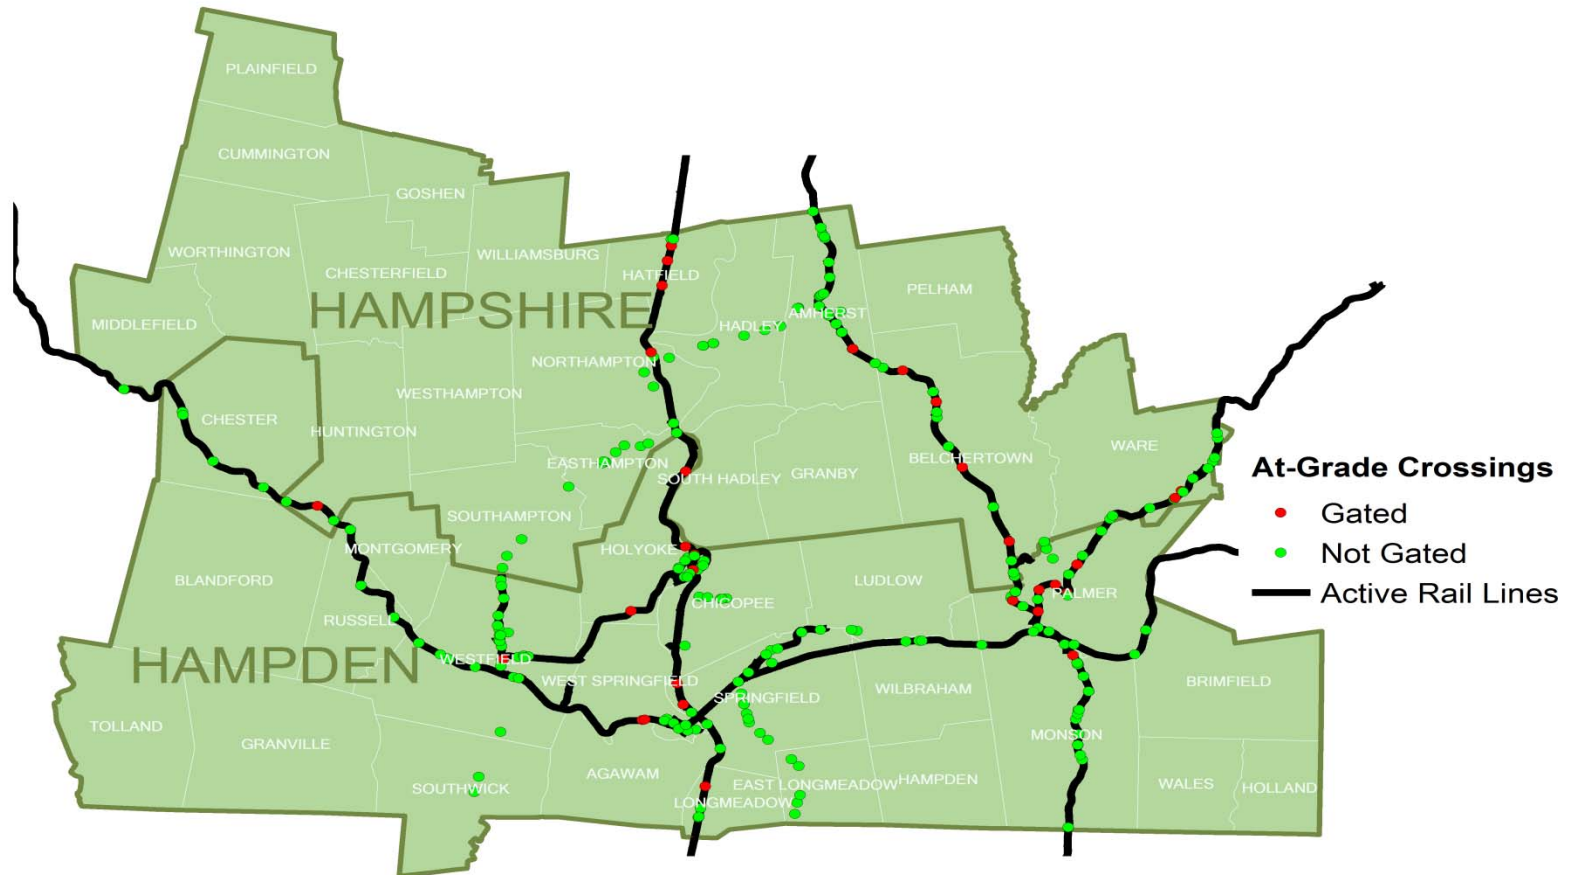 PLAINFIELD
CUMMINGTON
GOSHEN
WORTHINGTON
WILLIAMSBURG
CHESTERFIELD
HATFIELD
PELHAM
HAMPSHIRE
MIDDLEFIELD
HADLEY
AMHERST
NORTHAMPTON
WESTHAMPTON
CHESTER
HUNTINGTON
WARE
BELCHERTOWN
EASTHAMPTON
SOUTH HADLEY
GRANBY
At-Grade Crossings
Gated
Not Gated
Active Rail Lines
SOUTHAMPTON
MONTGOMERY
HOLYOKE
BLANDFORD
LUDLOW
PALMER
CHICOPEE
RUSSELL
HAMPDEN
WESTFIELD
WEST SPRINGFIELD
BRIMFIELD
WILBRAHAM
SPRINGFIELD
TOLLAND
GRANVILLE
MONSON
AGAWAM
HAMPDEN
EAST LONGMEADOW
WALES
HOLLAND
SOUTHWICK
LONGMEADOW